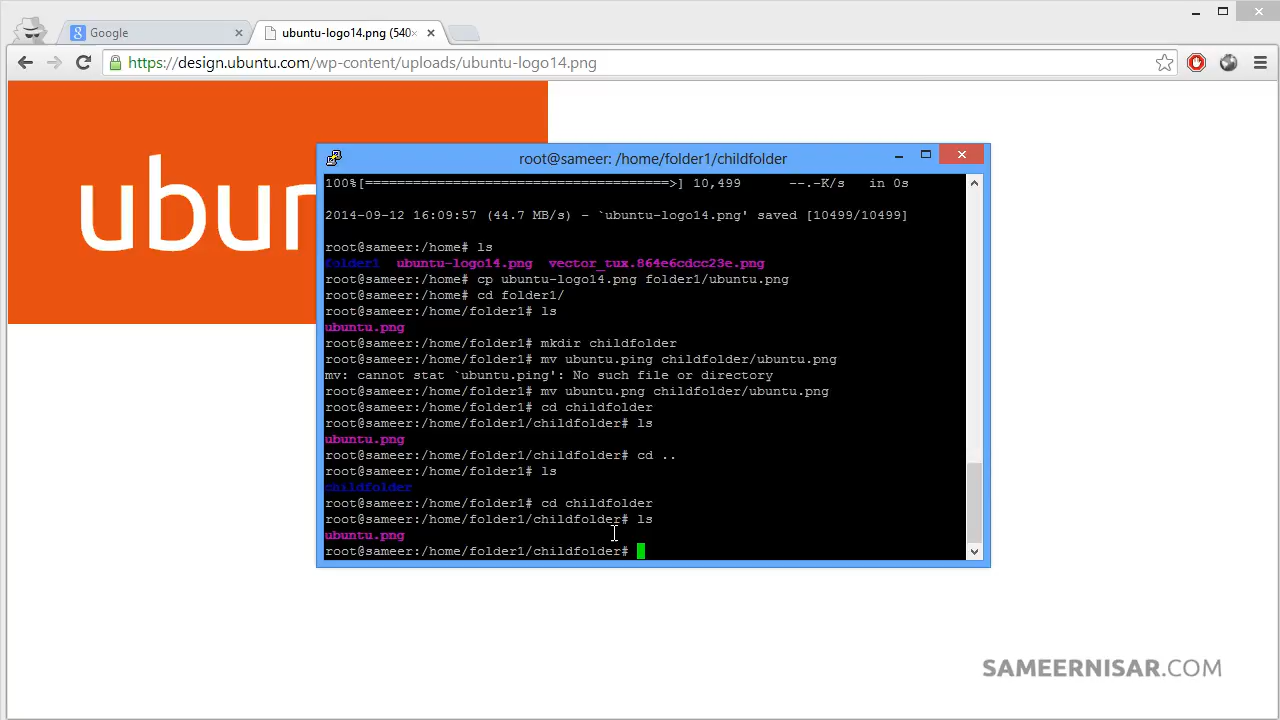 Google
ubuntu-logo14.png (540×
https://design.ubuntu.com/wp-content/uploads/ubuntu-logo14.png
root@sameer: /home/folder1/childfolder
100%[======================================>] 10,499      --.-K/s   in 0s
2014-09-12 16:09:57 (44.7 MB/s) - `ubuntu-logo14.png' saved [10499/10499]
root@sameer:/home# ls
folder1  ubuntu-logo14.png  vector_tux.864e6cdcc23e.png
root@sameer:/home# cp ubuntu-logo14.png folder1/ubuntu.png
root@sameer:/home# cd folder1/
root@sameer:/home/folder1# ls
ubuntu.png
root@sameer:/home/folder1# mkdir childfolder
root@sameer:/home/folder1# mv ubuntu.ping childfolder/ubuntu.png
mv: cannot stat `ubuntu.ping': No such file or directory
root@sameer:/home/folder1# mv ubuntu.png childfolder/ubuntu.png
root@sameer:/home/folder1# cd childfolder
root@sameer:/home/folder1/childfolder# ls
ubuntu.png
root@sameer:/home/folder1/childfolder# cd ..
root@sameer:/home/folder1# ls
childfolder
root@sameer:/home/folder1# cd childfolder
root@sameer:/home/folder1/childfolder# ls
ubuntu.png
root@sameer:/home/folder1/childfolder#
SAMEERNISAR.COM